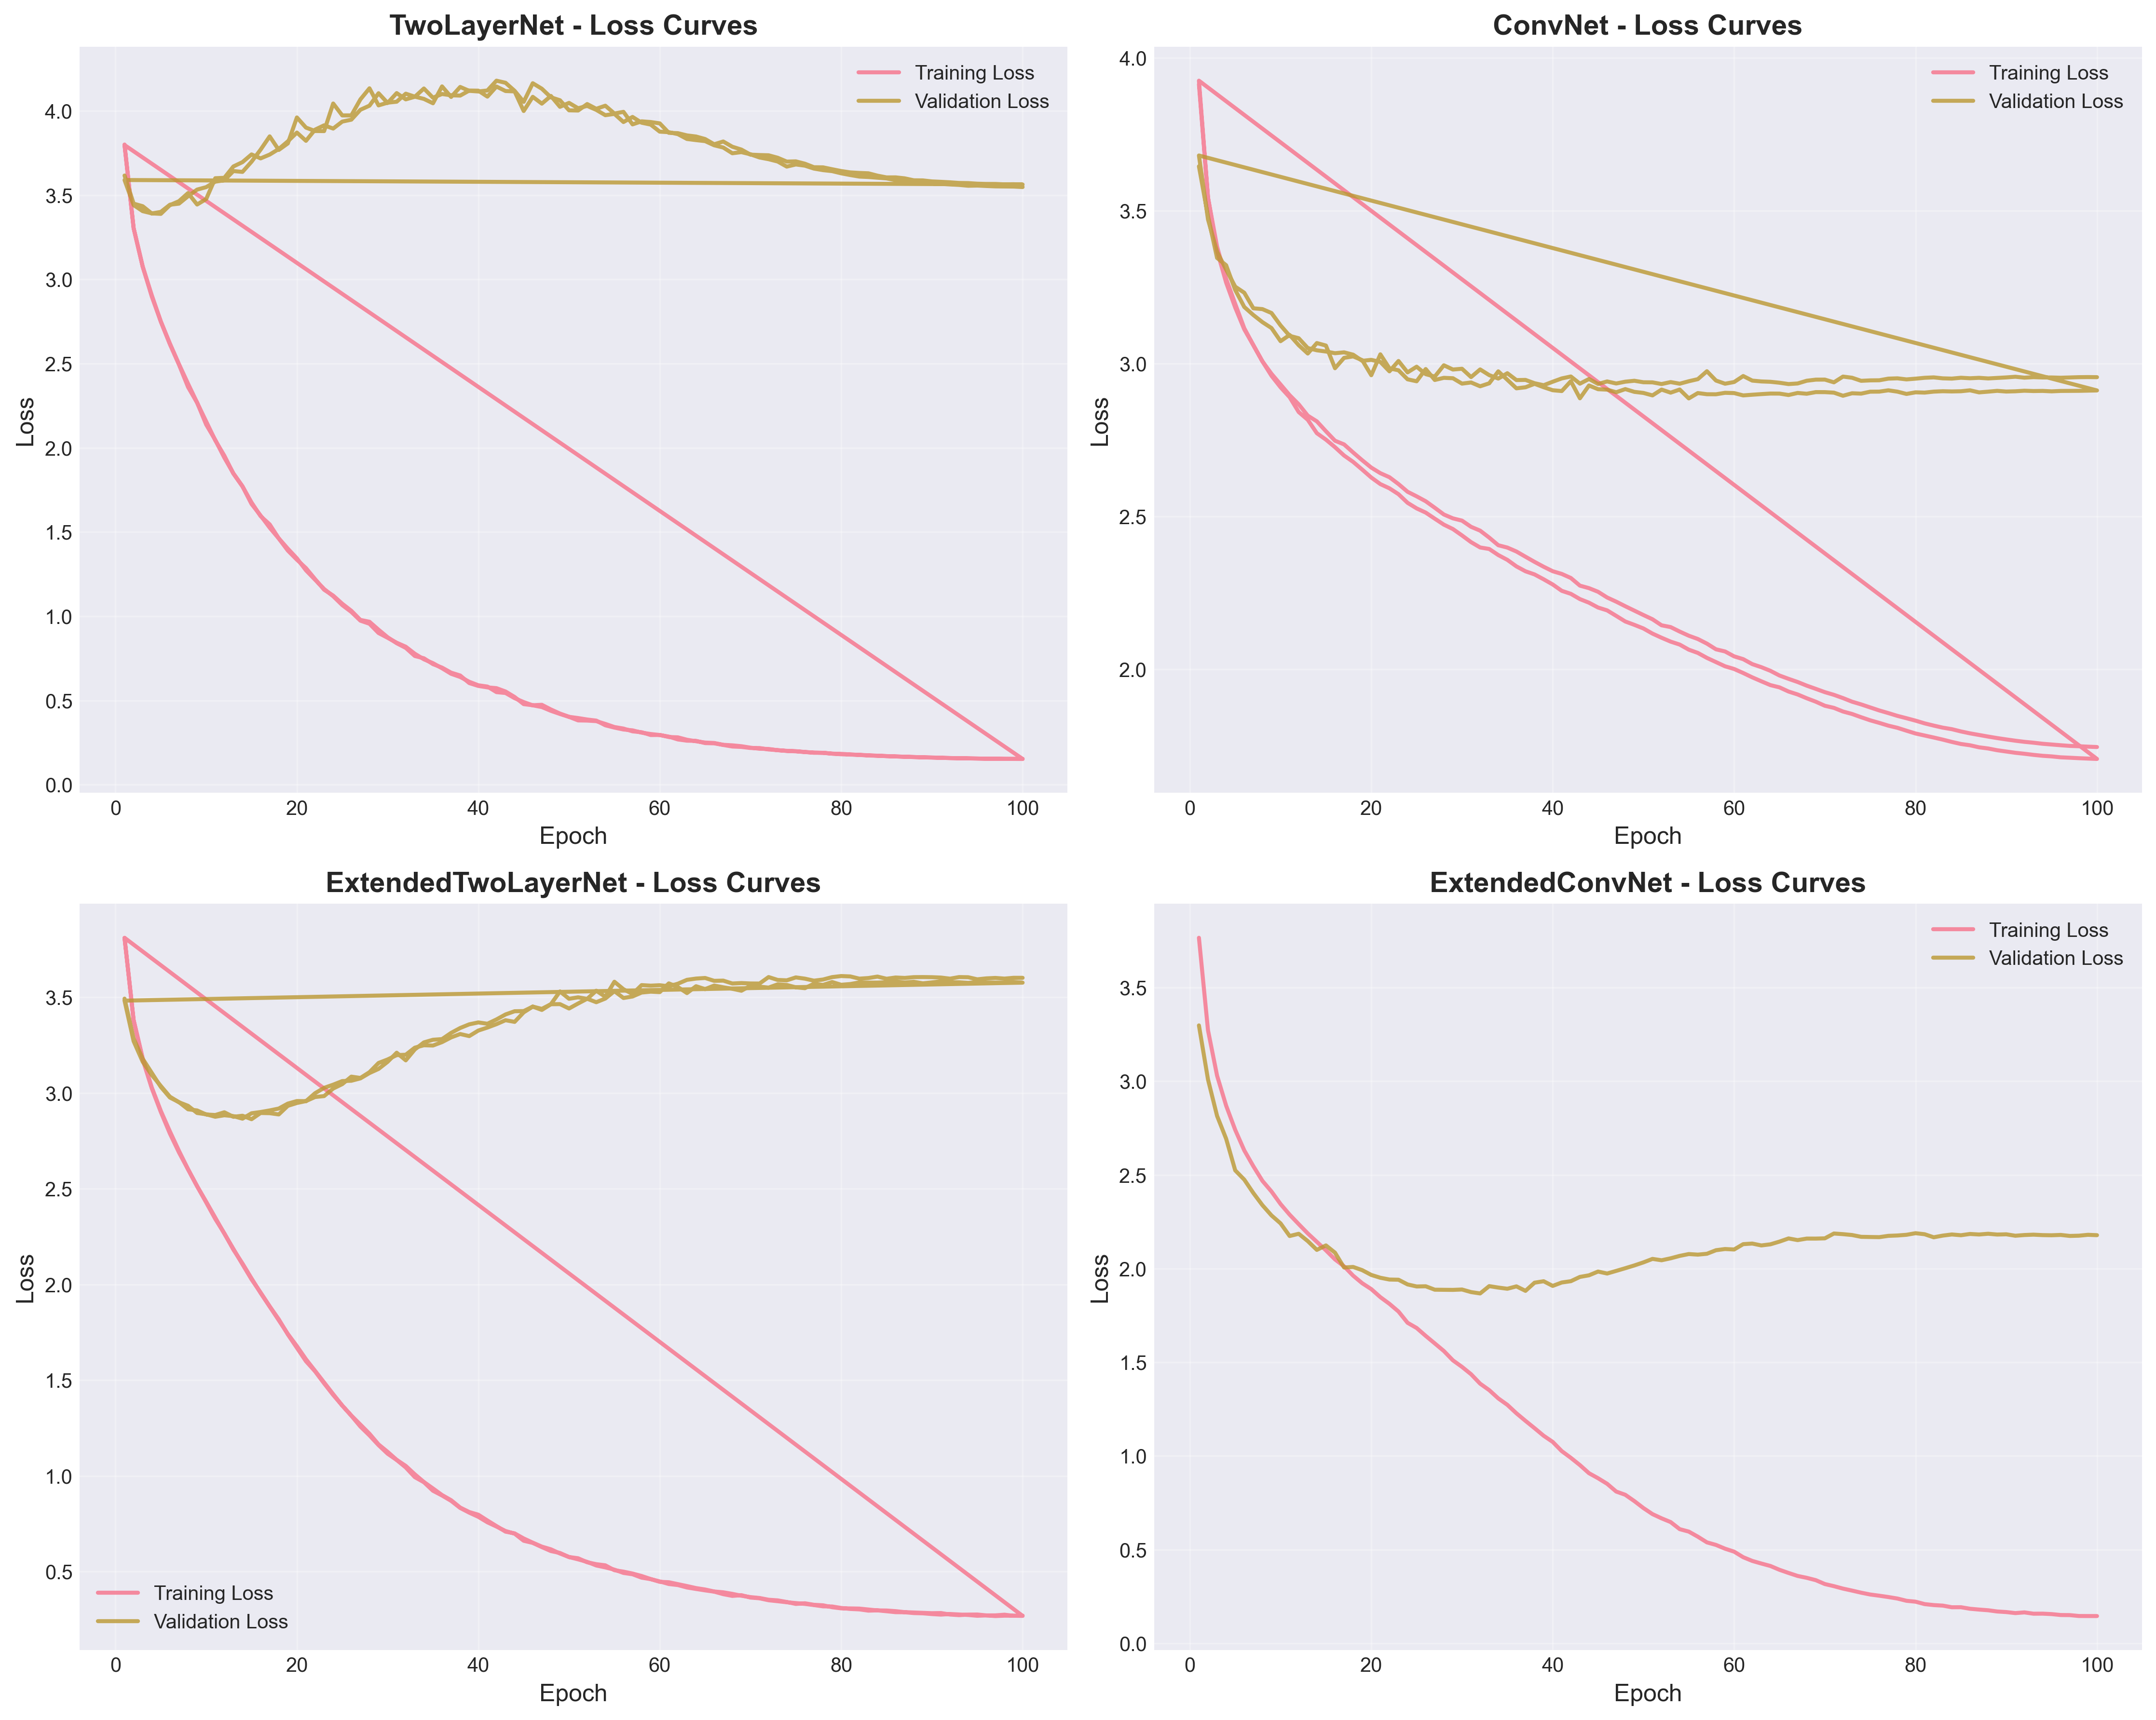 TwoLayerNet - Loss Curves
Training Loss
Validation Loss
4.0
3.5
3.0
2.5
2.0
1.5
1.0
0.5
0.0
Loss
0 20 40 60 80 100
Epoch
ConvNet - Loss Curves
Training Loss
Validation Loss
4.0
3.5
3.0
2.5
2.0
Loss
0 20 40 60 80 100
Epoch
ExtendedTwoLayerNet - Loss Curves
3.5
3.0
2.5
2.0
1.5
1.0
0.5
Loss
Training Loss
Validation Loss
0 20 40 60 80 100
Epoch
ExtendedConvNet - Loss Curves
Training Loss
Validation Loss
3.5
3.0
2.5
2.0
1.5
1.0
0.5
0.0
Loss
0 20 40 60 80 100
Epoch